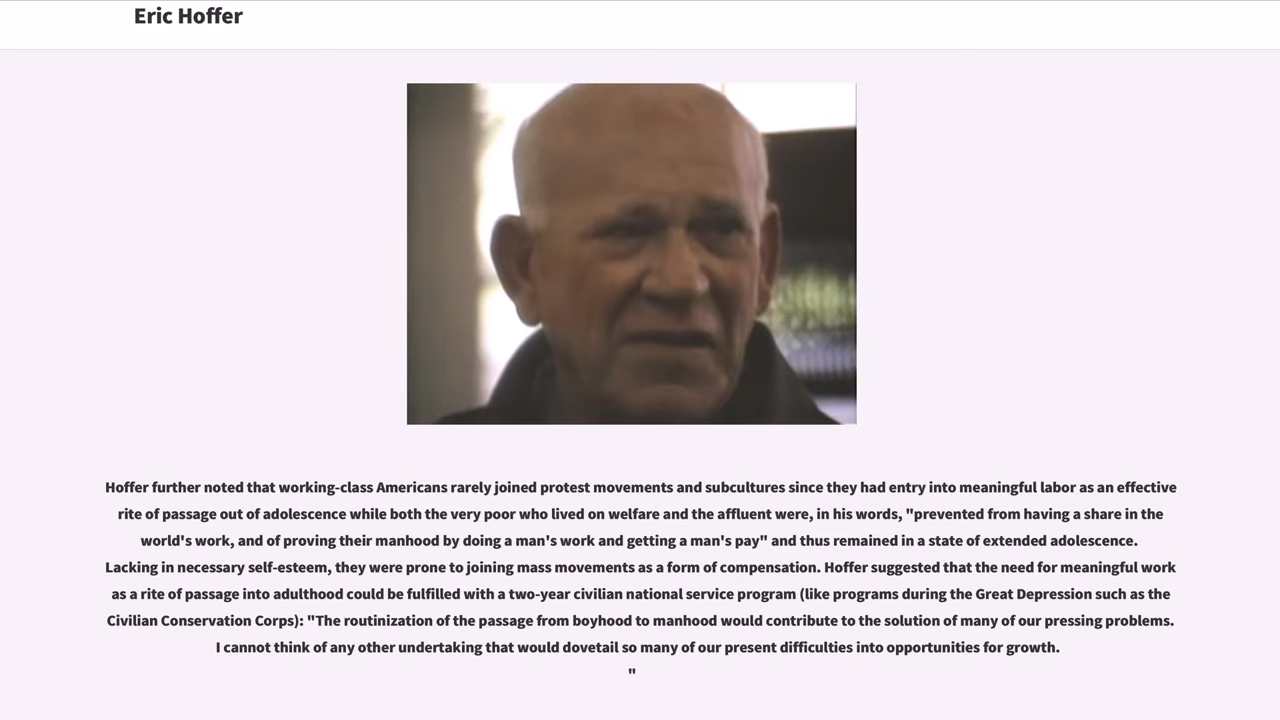 Eric Hoffer
Hoffer further noted that working-class Americans rarely joined protest movements and subcultures since they had entry into meaningful labor as an effective
rite of passage out of adolescence while both the very poor who lived on welfare and the affluent were, in his words, "prevented from having a share in the
world's work, and of proving their manhood by doing a man's work and getting a man's pay" and thus remained in a state of extended adolescence.
Lacking in necessary self-esteem, they were prone to joining mass movements as a form of compensation. Hoffer suggested that the need for meaningful work
as a rite of passage into adulthood could be fulfilled with a two-year civilian national service program (like programs during the Great Depression such as the
Civilian Conservation Corps): "The routinization of the passage from boyhood to manhood would contribute to the solution of many of our pressing problems.
I cannot think of any other undertaking that would dovetail so many of our present difficulties into opportunities for growth.
"